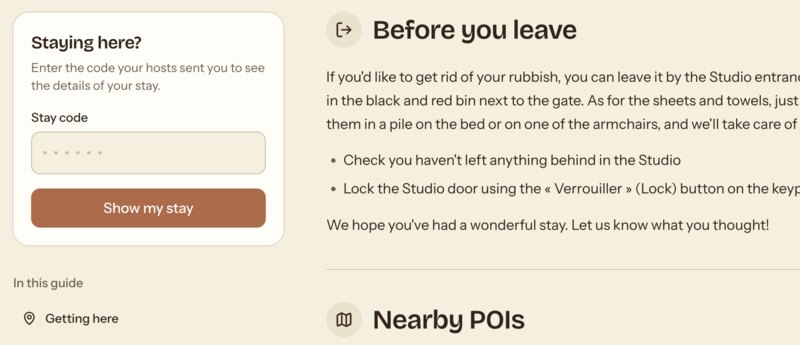 Staying here?
Enter the code your hosts sent you to see
the details of your stay.
Stay code
Show my stay
In this guide
Getting here
Before you leave
If you'd like to get rid of your rubbish, you can leave it by the Studio entran
in the black and red bin next to the gate. As for the sheets and towels, just
them in a pile on the bed or on one of the armchairs, and we'll take care of
• Check you haven't left anything behind in the Studio
• Lock the Studio door using the « Verrouiller » (Lock) button on the keyp
We hope you've had a wonderful stay. Let us know what you thought!
Nearby POIs